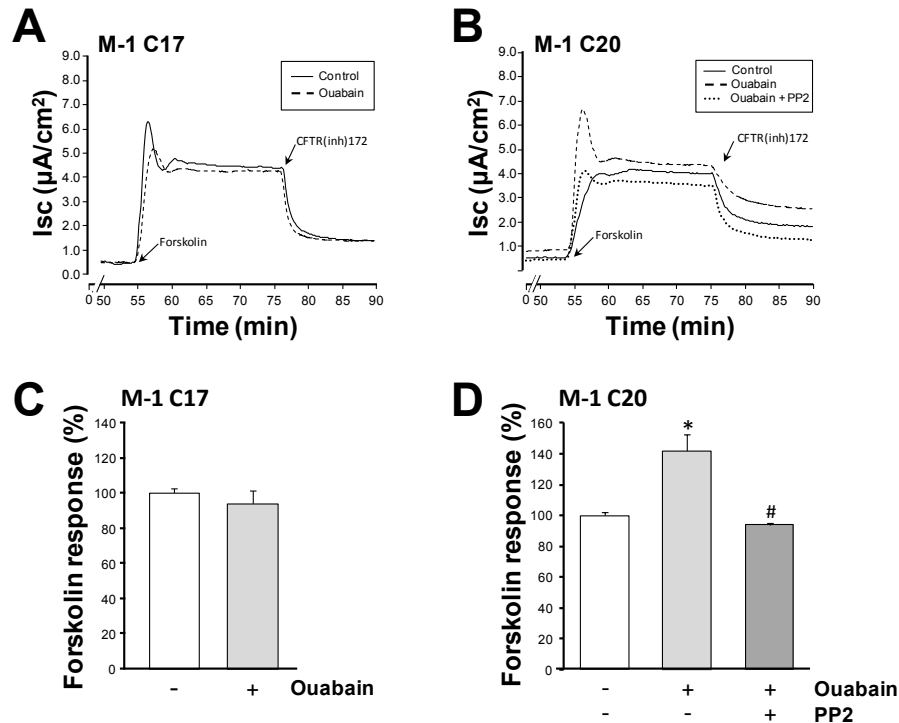 A
M-1 C17
9.0
8.0
7.0
6.0
5.0
4.0
3.0
2.0
1.0
0.0
Isc (µA/cm²)
Control
Ouabain
CFTR(inh)172
Forskolin
0 50 55 60 65 70 75 80 85 90
Time (min)
B
M-1 C20
9.0
8.0
7.0
6.0
5.0
4.0
3.0
2.0
1.0
Isc (µA/cm²)
Control
Ouabain
Ouabain + PP2
CFTR(inh)172
Forskolin
0 50 55 60 65 70 75 80 85 90
Time (min)
C
M-1 C17
Forskolin response (%)
140
120
100
80
60
40
20
0
- + Ouabain
D
M-1 C20
Forskolin response (%)
160
140
120
100
80
60
40
20
0
*
#
- + + Ouabain
- - + PP2